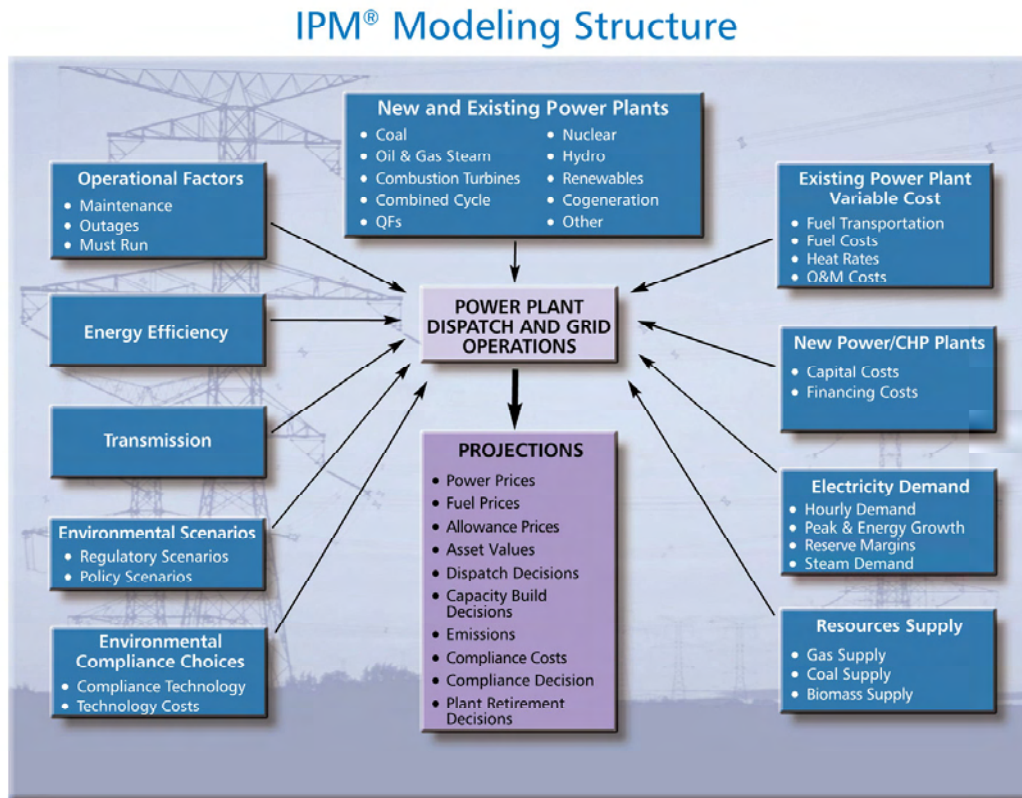 IPM® Modeling Structure
New and Existing Power Plants
• Coal
• Oil & Gas Steam
• Combustion Turbines
• Combined Cycle
• QFs
• Nuclear
• Hydro
• Renewables
• Cogeneration
• Other
Operational Factors
• Maintenance
• Outages
• Must Run
Energy Efficiency
Transmission
Environmental Scenarios
• Regulatory Scenarios
• Policy Scenarios
Environmental
Compliance Choices
• Compliance Technology
• Technology Costs
POWER PLANT
DISPATCH AND GRID
OPERATIONS
PROJECTIONS
• Power Prices
• Fuel Prices
• Allowance Prices
• Asset Values
• Dispatch Decisions
• Capacity Build
Decisions
• Emissions
• Compliance Costs
• Compliance Decision
• Plant Retirement
Decisions
Existing Power Plant
Variable Cost
• Fuel Transportation
• Fuel Costs
• Heat Rates
• O&M Costs
New Power/CHP Plants
• Capital Costs
• Financing Costs
Electricity Demand
• Hourly Demand
• Peak & Energy Growth
• Reserve Margins
• Steam Demand
Resources Supply
• Gas Supply
• Coal Supply
• Biomass Supply